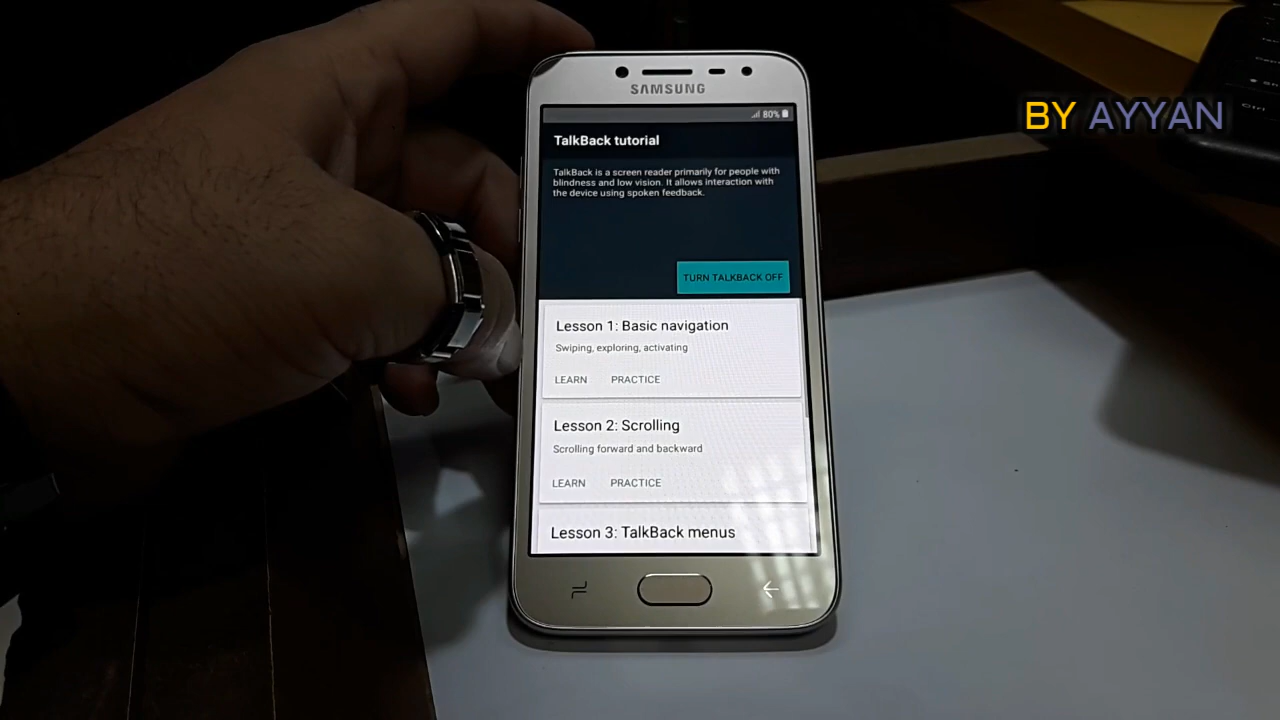 BY AYYAN
SAMSUNG
80%
TalkBack tutorial
TalkBack is a screen reader primarily for people with
blindness and low vision. It allows interaction with
the device using spoken feedback.
TURN TALKBACK OFF
Lesson 1: Basic navigation
Swiping, exploring, activating
LEARN PRACTICE
Lesson 2: Scrolling
Scrolling forward and backward
LEARN PRACTICE
Lesson 3: TalkBack menus
Ctrl